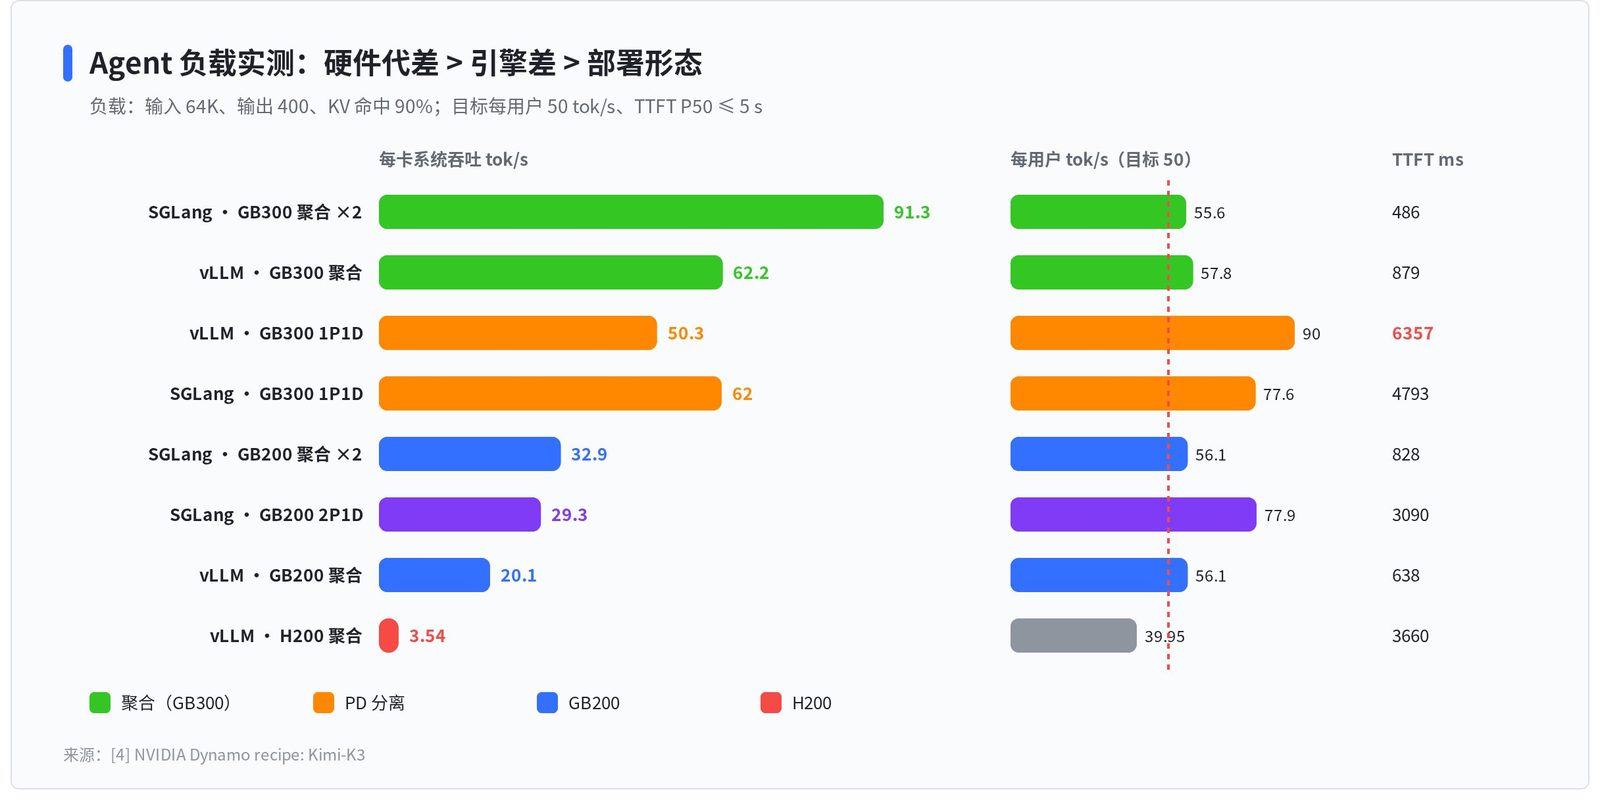 Agent 负载实测：硬件代差 > 引擎差 > 部署形态
负载：输入 64K、输出 400、KV 命中 90%；目标每用户 50 tok/s、TTFT P50 ≤ 5 s
每卡系统吞吐 tok/s 每用户 tok/s（目标 50） TTFT ms
SGLang · GB300 聚合 ×2 91.3 55.6 486
vLLM · GB300 聚合 62.2 57.8 879
vLLM · GB300 1P1D 50.3 90 6357
SGLang · GB300 1P1D 62 77.6 4793
SGLang · GB200 聚合 ×2 32.9 56.1 828
SGLang · GB200 2P1D 29.3 77.9 3090
vLLM · GB200 聚合 20.1 56.1 638
vLLM · H200 聚合 3.54 39.95 3660
聚合（GB300） PD 分离 GB200 H200
来源：[4] NVIDIA Dynamo recipe: Kimi-K3